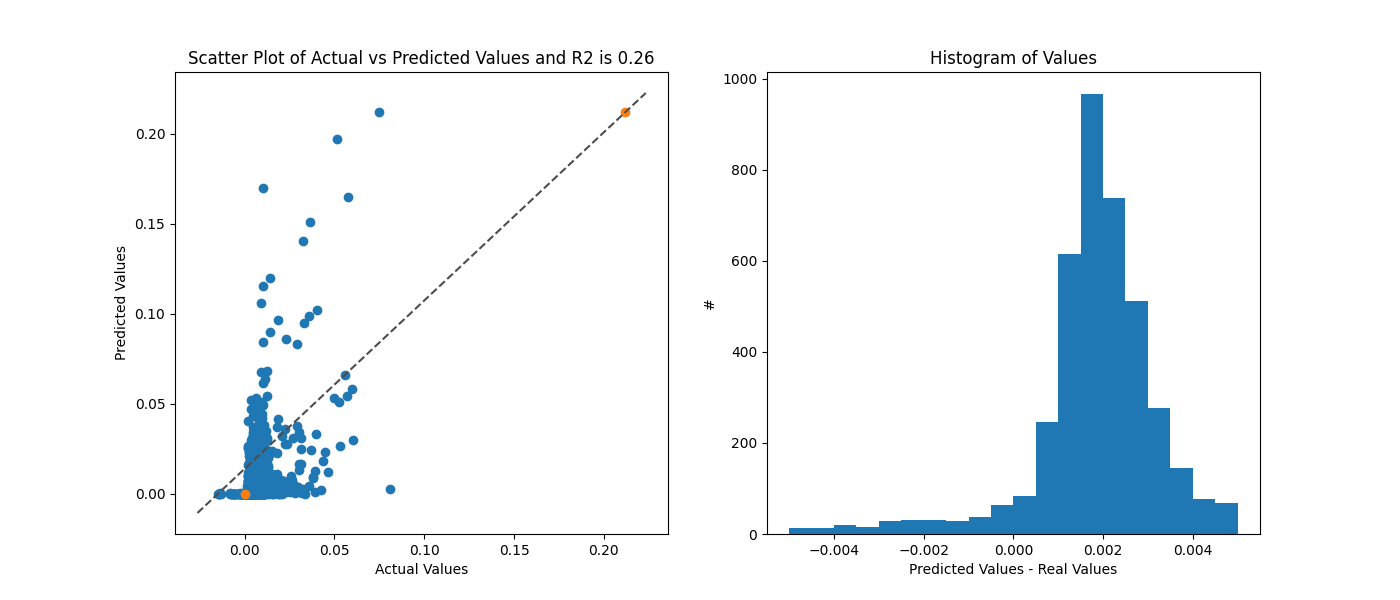 Scatter Plot of Actual vs Predicted Values and R2 is 0.26
Predicted Values
0.20
0.15
0.10
0.05
0.00
0.00 0.05 0.10 0.15 0.20
Actual Values
Histogram of Values
#
1000
800
600
400
200
0
−0.004 −0.002 0.000 0.002 0.004
Predicted Values - Real Values